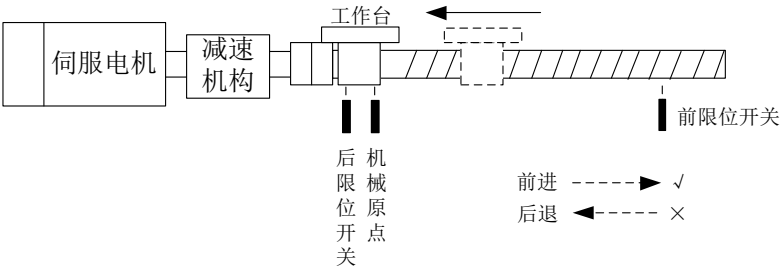 工作台
伺服电机
减速
机构
前限位开关
后限位开关
机械原点
前进 √
后退 ×